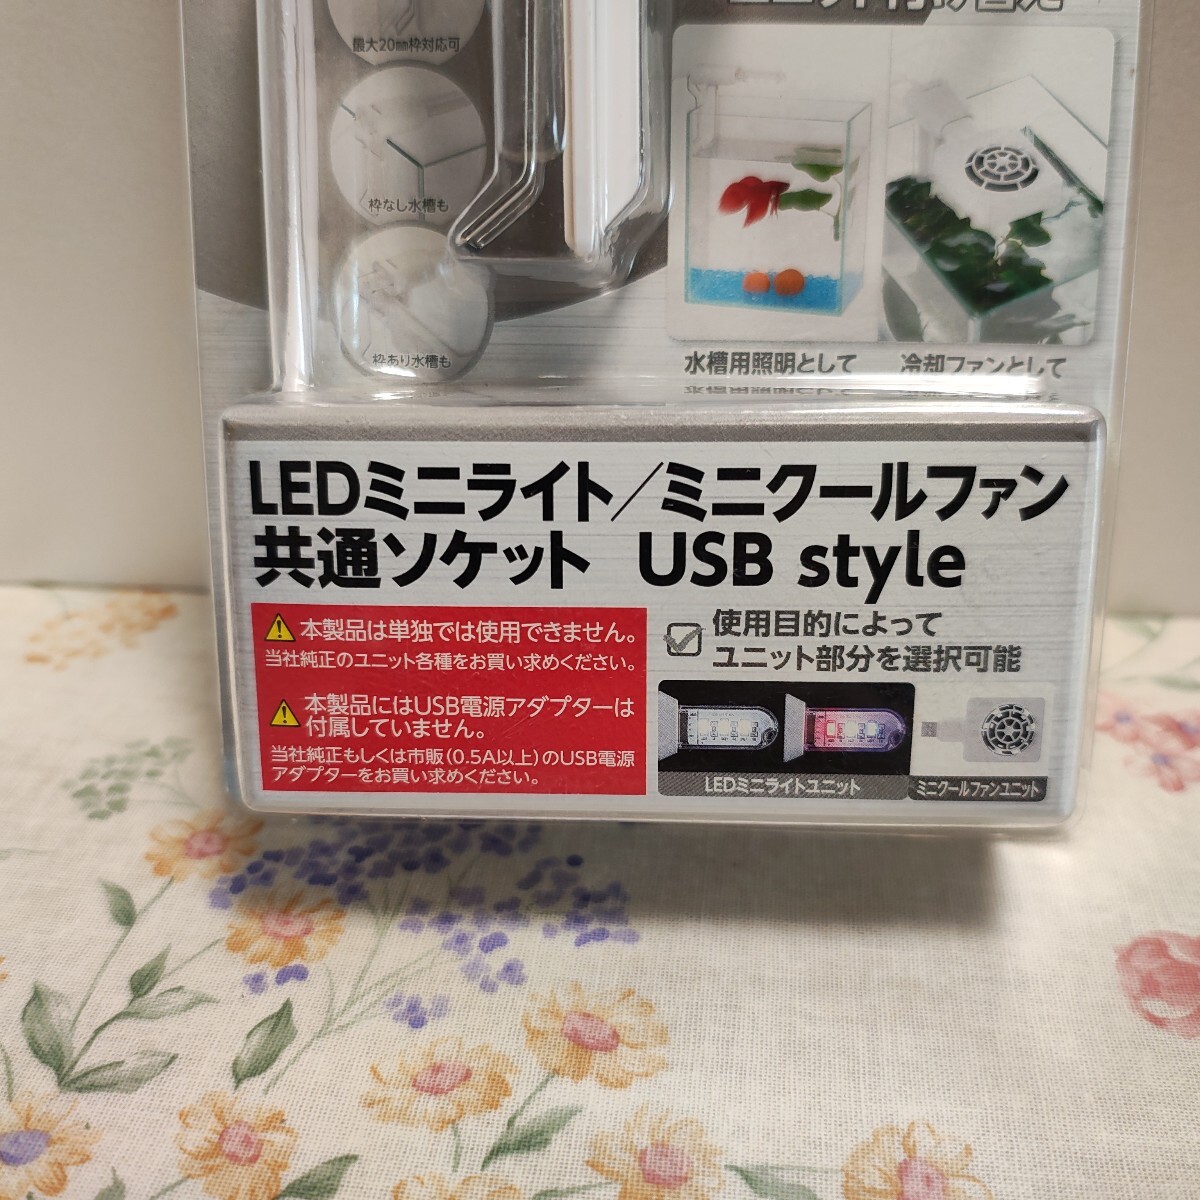 最大20mm枠対応可
枠なし水槽も
枠あり水槽も
水槽用照明として
冷却ファンとして
LEDミニライト／ミニクールファン
共通ソケット USB style
本製品は単独では使用できません。
当社純正のユニット各種をお買い求めください。
本製品にはUSB電源アダプターは
付属していません。
当社純正もしくは市販（0.5A以上）のUSB電源
アダプターをお買い求めください。
使用目的によって
ユニット部分を選択可能
LEDミニライトユニット
ミニクールファンユニット